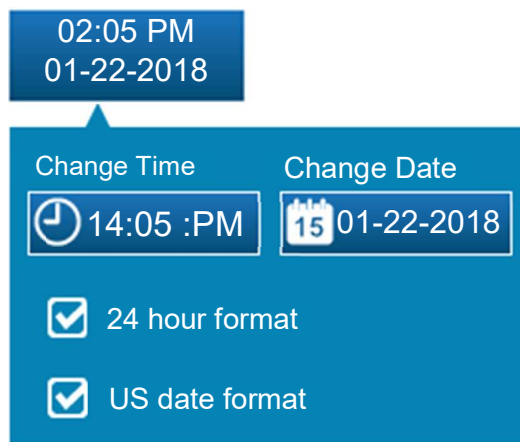 02:05 PM
01-22-2018
Change Time
Change Date
14:05 :PM
15
01-22-2018
24 hour format
US date format